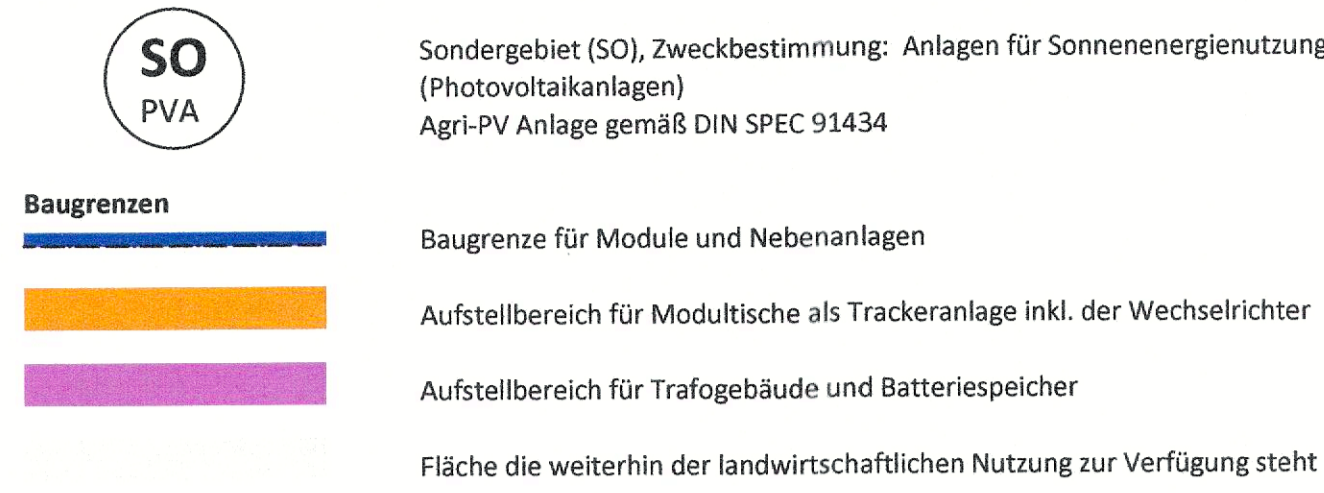 SO
PVA
Sondergebiet (SO), Zweckbestimmung: Anlagen für Sonnenenergienutzung
(Photovoltaikanlagen)
Agri-PV Anlage gemäß DIN SPEC 91434
Baugrenzen
Baugrenze für Module und Nebenanlagen
Aufstellbereich für Modultische als Trackeranlage inkl. der Wechselrichter
Aufstellbereich für Trafogebäude und Batteriespeicher
Fläche die weiterhin der landwirtschaftlichen Nutzung zur Verfügung steht